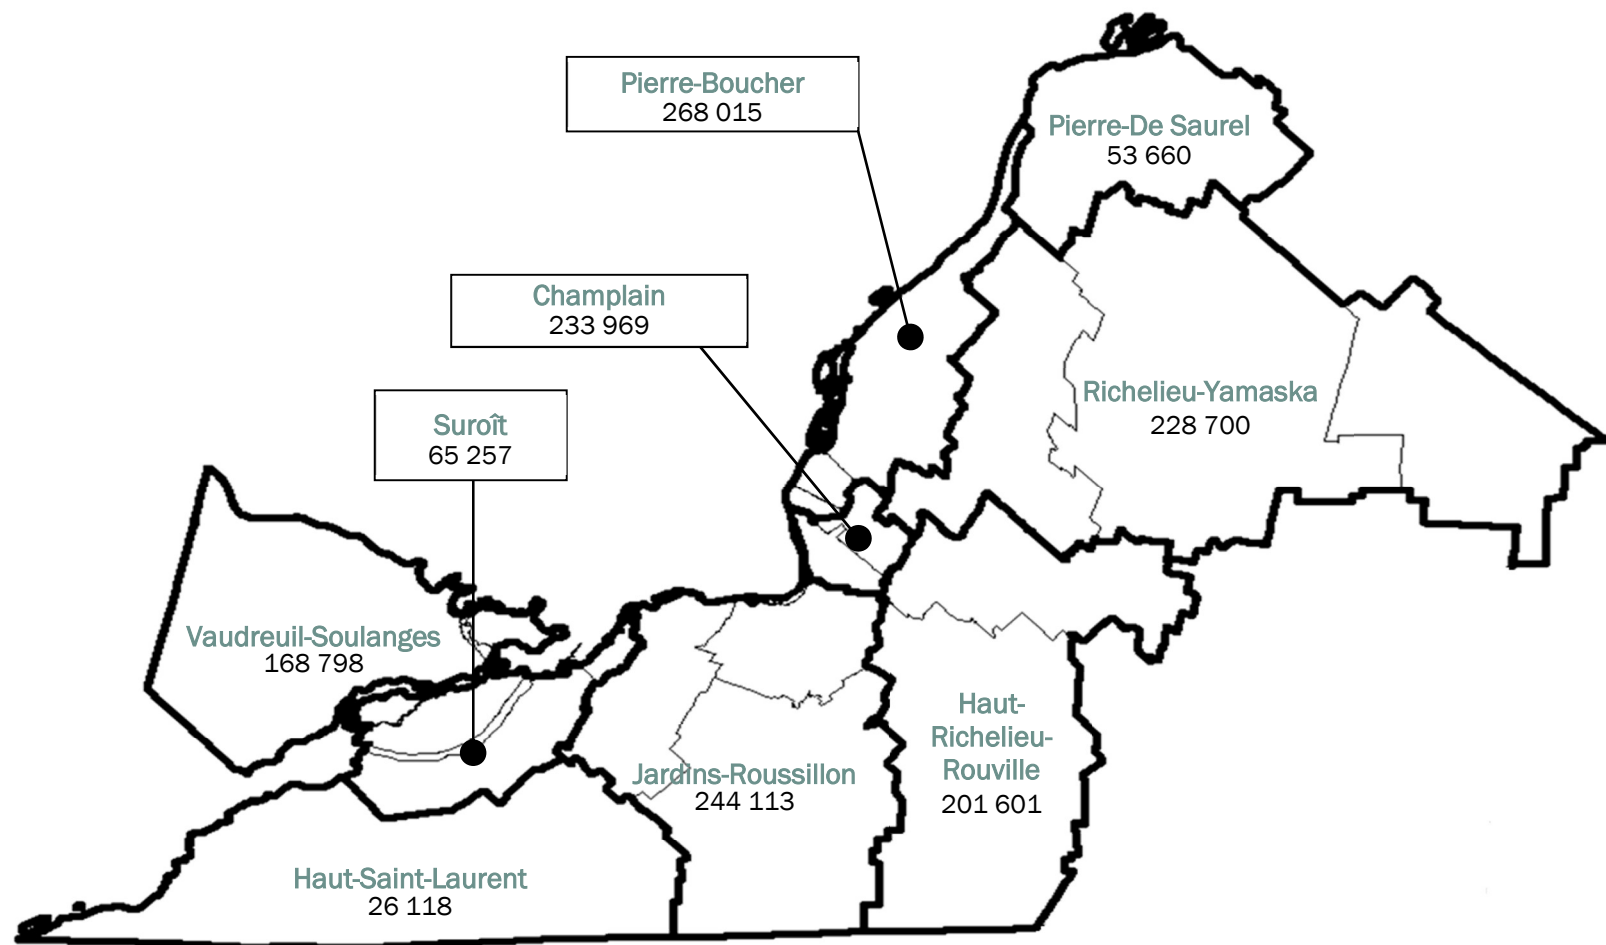 Pierre-Boucher
268 015
Pierre-De Saurel
53 660
Champlain
233 969
Richelieu-Yamaska
228 700
Suroît
65 257
Vaudreuil-Soulanges
168 798
Haut-
Richelieu-
Rouville
201 601
Jardins-Roussillon
244 113
Haut-Saint-Laurent
26 118